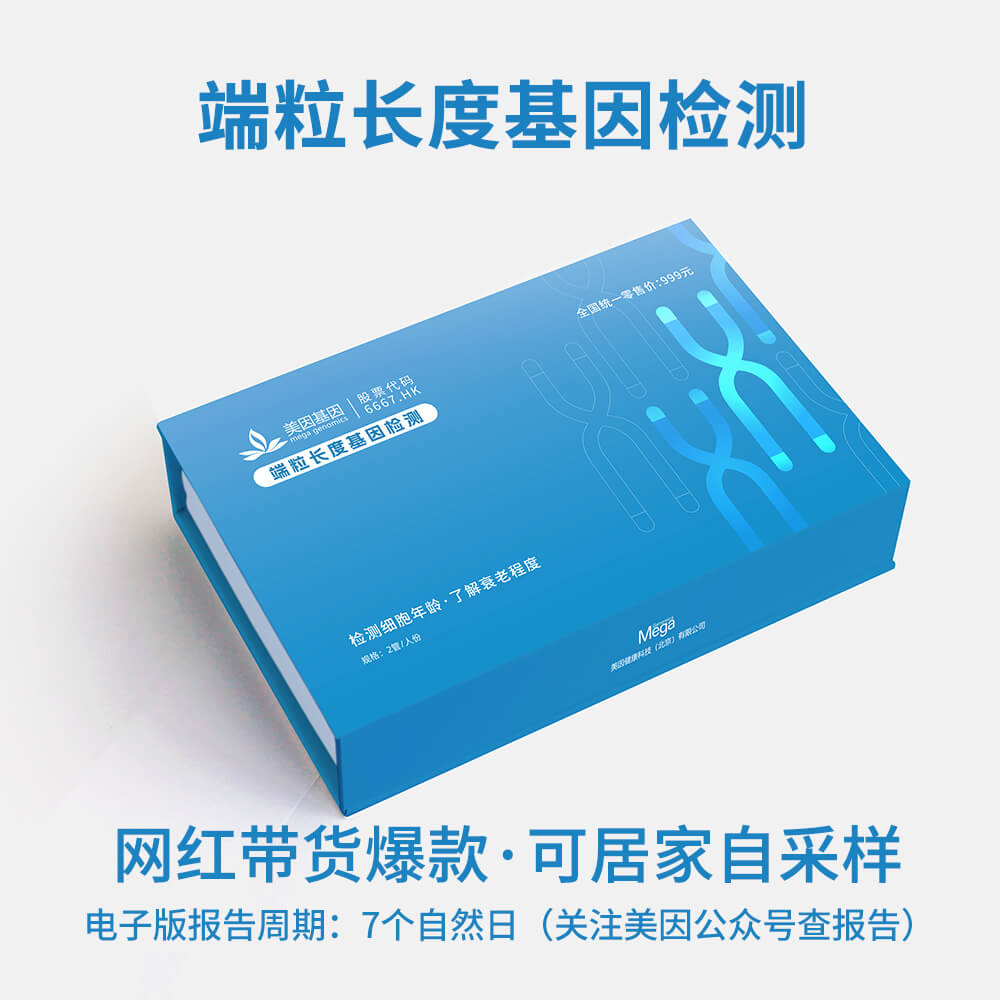 端粒长度基因检测
全国统一零售价:999元
美因基因
mega genomics
股票代码
6667.HK
端粒长度基因检测
检测细胞年龄·了解衰老程度
规格：2管/人份
Mega
美因健康科技（北京）有限公司
网红带货爆款·可居家自采样
电子版报告周期：7个自然日（关注美因公众号查报告）